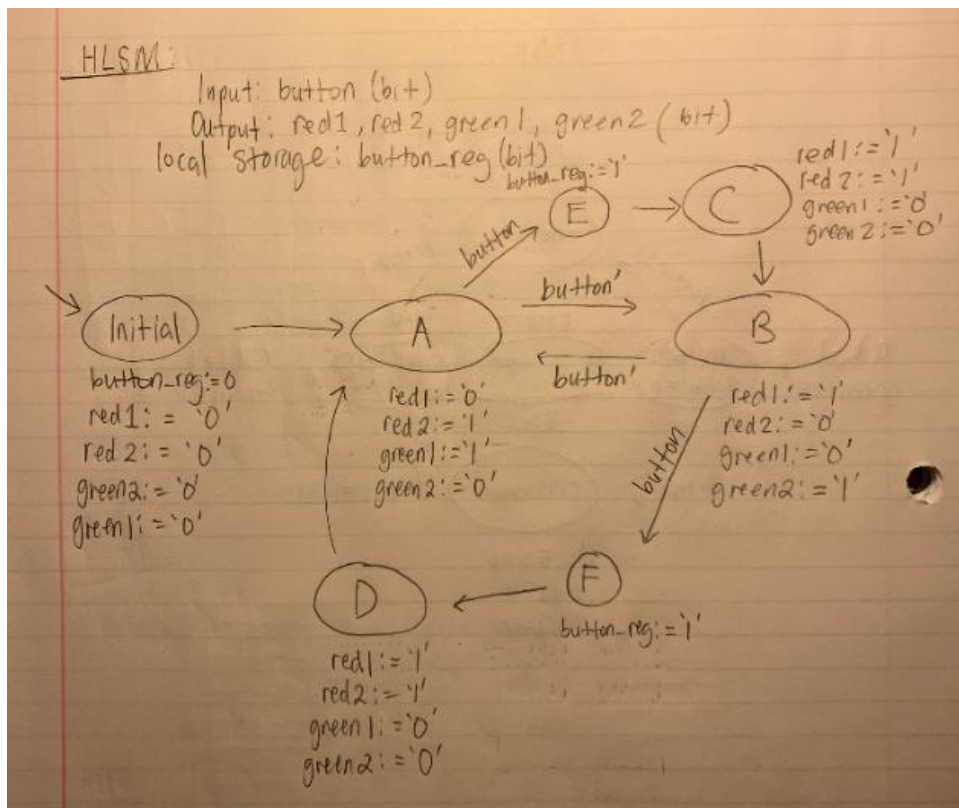 HLSM:
Input: button (bit)
Output: red1, red2, green1, green2 (bit)
local storage: button_reg (bit)
button_reg:='1'
E
C
red1:='1'
red2:='1'
green1:='0'
green2:='0'
button
button'
Initial
A
B
button'
button_reg:=0
red1:='0'
red2:='0'
green2:='0'
green1:='0'
red1:='0'
red2:='1'
green1:='1'
green2:='0'
red1:='1'
red2:='0'
green1:='0'
green2:='1'
button
D
F
button_reg:='1'
red1:='1'
red2:='1'
green1:='0'
green2:='0'